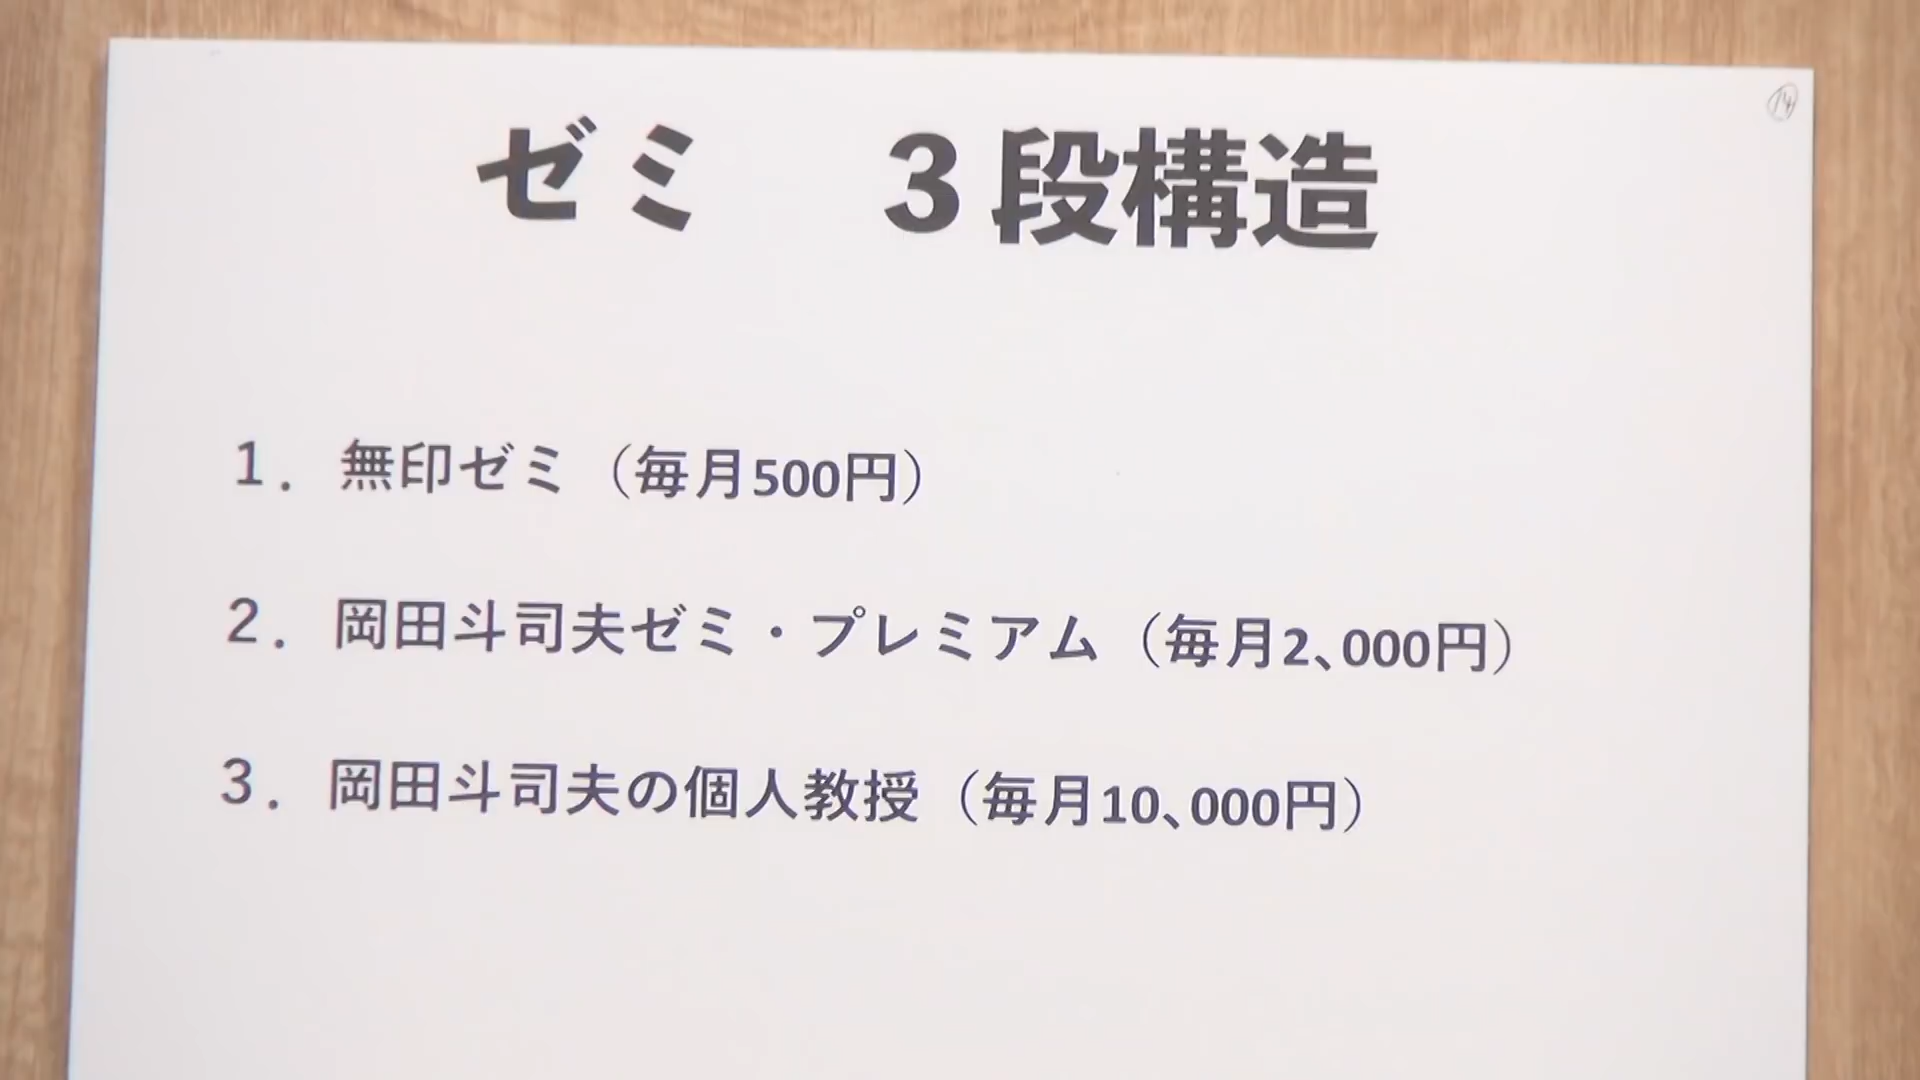 ⑭
ゼミ　３段構造
１．無印ゼミ（毎月500円）
２．岡田斗司夫ゼミ・プレミアム（毎月2、000円）
３．岡田斗司夫の個人教授（毎月10、000円）